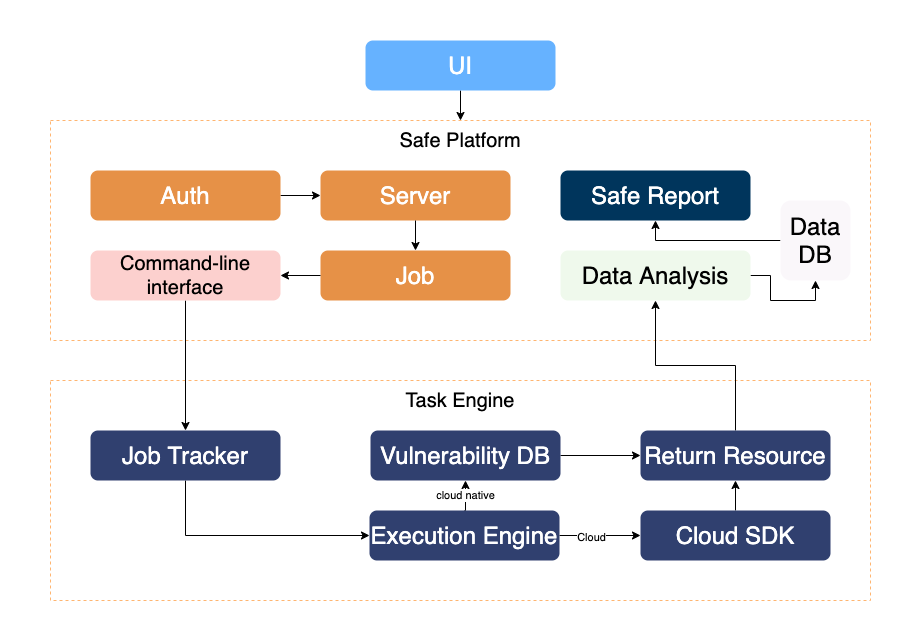 UI
Safe Platform
Auth
Server
Safe Report
Data
DB
Command-line
interface
Job
Data Analysis
Task Engine
Job Tracker
Vulnerability DB
Return Resource
cloud native
Execution Engine
Cloud
Cloud SDK